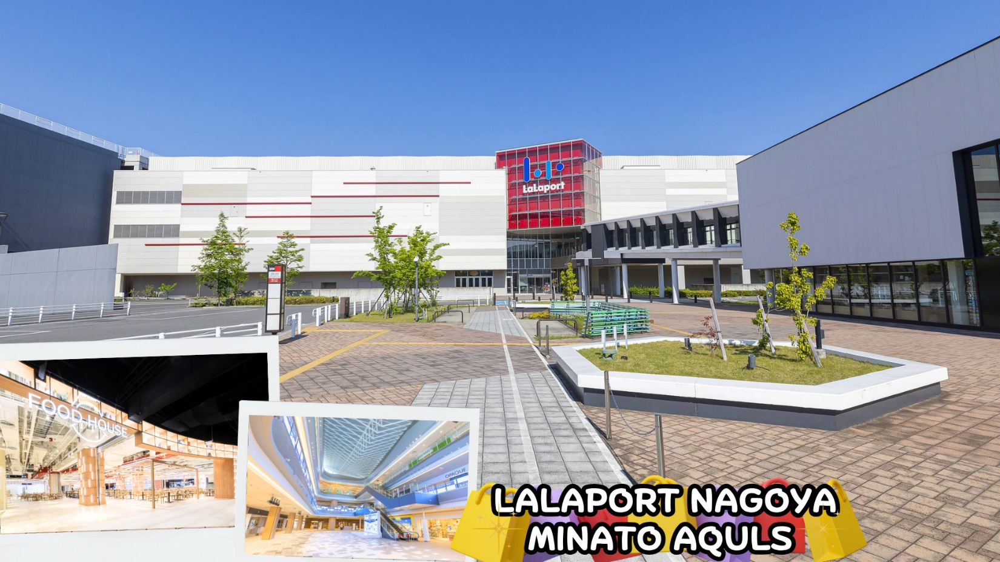 LaLaport
FOOD HOUSE
OPAQUE
LALAPORT NAGOYA
MINATO AQULS